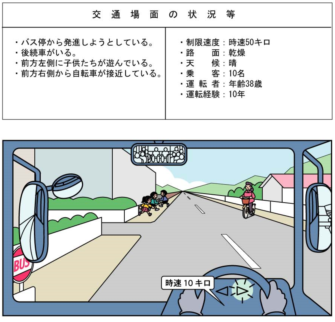 交通場面の状況等
・バス停から発進しようとしている。
・後続車がいる。
・前方左側に子供たちが遊んでいる。
・前方右側から自転車が接近している。
・制限速度：時速50キロ
・路　　面：乾燥
・天　　候：晴
・乗　　客：10名
・運 転 者：年齢38歳
・運転経験：10年
BUS
時速10キロ